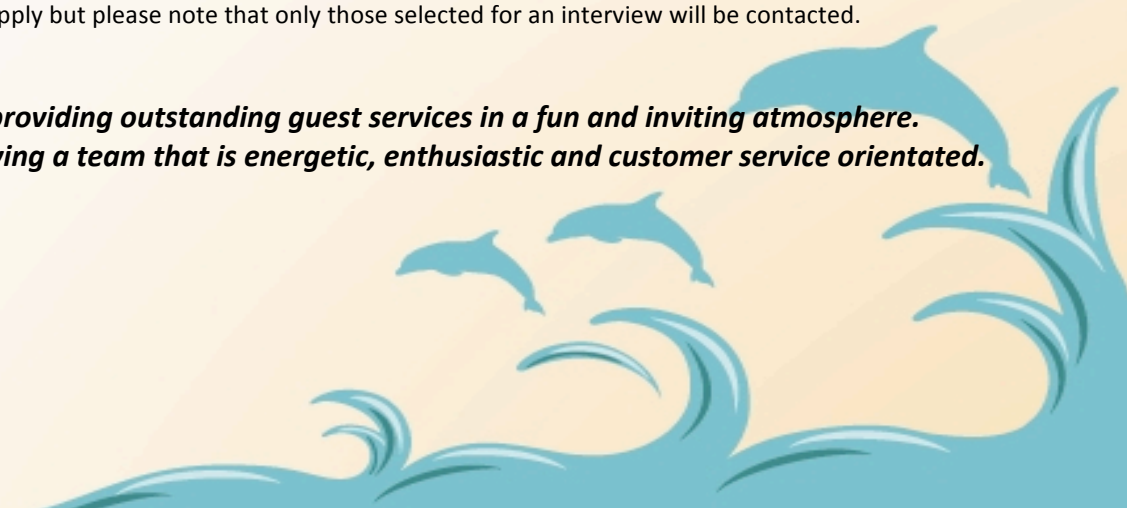 pply but please note that only those selected for an interview will be contacted.
providing outstanding guest services in a fun and inviting atmosphere.
ving a team that is energetic, enthusiastic and customer service orientated.